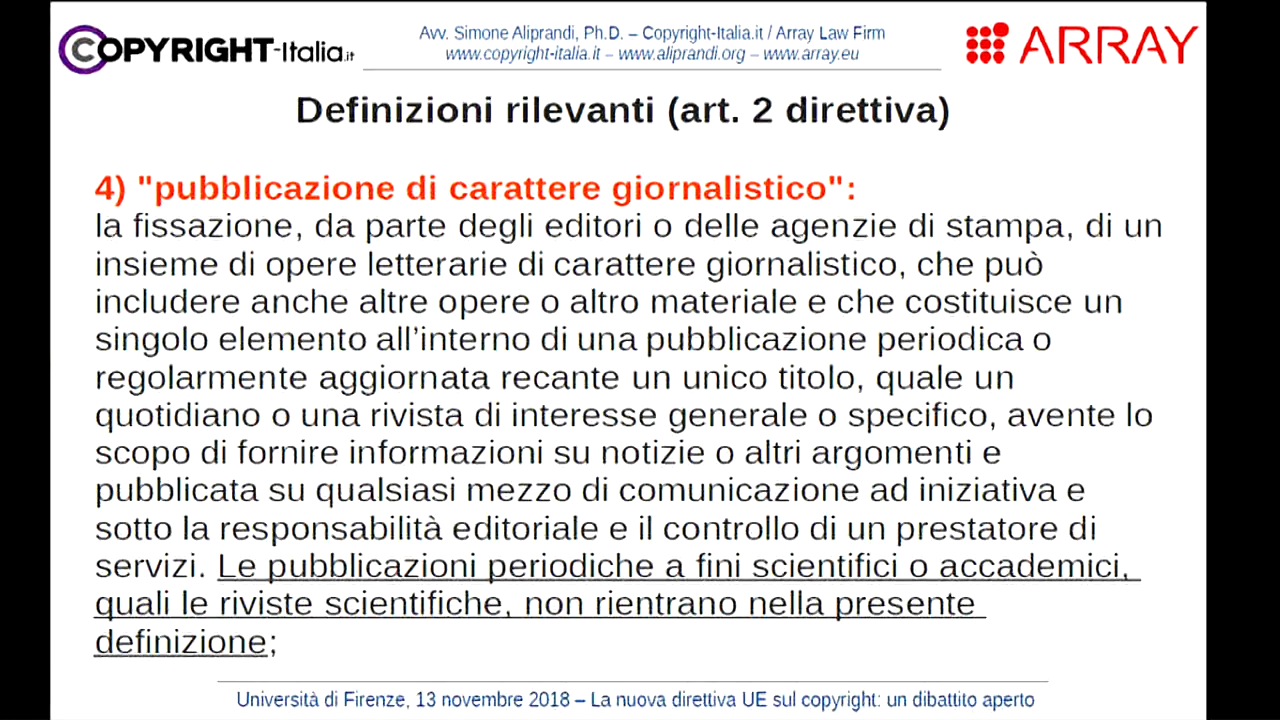 COPYRIGHT-Italia.it
Avv. Simone Aliprandi, Ph.D. – Copyright-Italia.it / Array Law Firm
www.copyright-italia.it – www.aliprandi.org – www.array.eu
ARRAY
Definizioni rilevanti (art. 2 direttiva)
4) "pubblicazione di carattere giornalistico":
la fissazione, da parte degli editori o delle agenzie di stampa, di un
insieme di opere letterarie di carattere giornalistico, che può
includere anche altre opere o altro materiale e che costituisce un
singolo elemento all’interno di una pubblicazione periodica o
regolarmente aggiornata recante un unico titolo, quale un
quotidiano o una rivista di interesse generale o specifico, avente lo
scopo di fornire informazioni su notizie o altri argomenti e
pubblicata su qualsiasi mezzo di comunicazione ad iniziativa e
sotto la responsabilità editoriale e il controllo di un prestatore di
servizi. Le pubblicazioni periodiche a fini scientifici o accademici,
quali le riviste scientifiche, non rientrano nella presente
definizione;
Università di Firenze, 13 novembre 2018 – La nuova direttiva UE sul copyright: un dibattito aperto